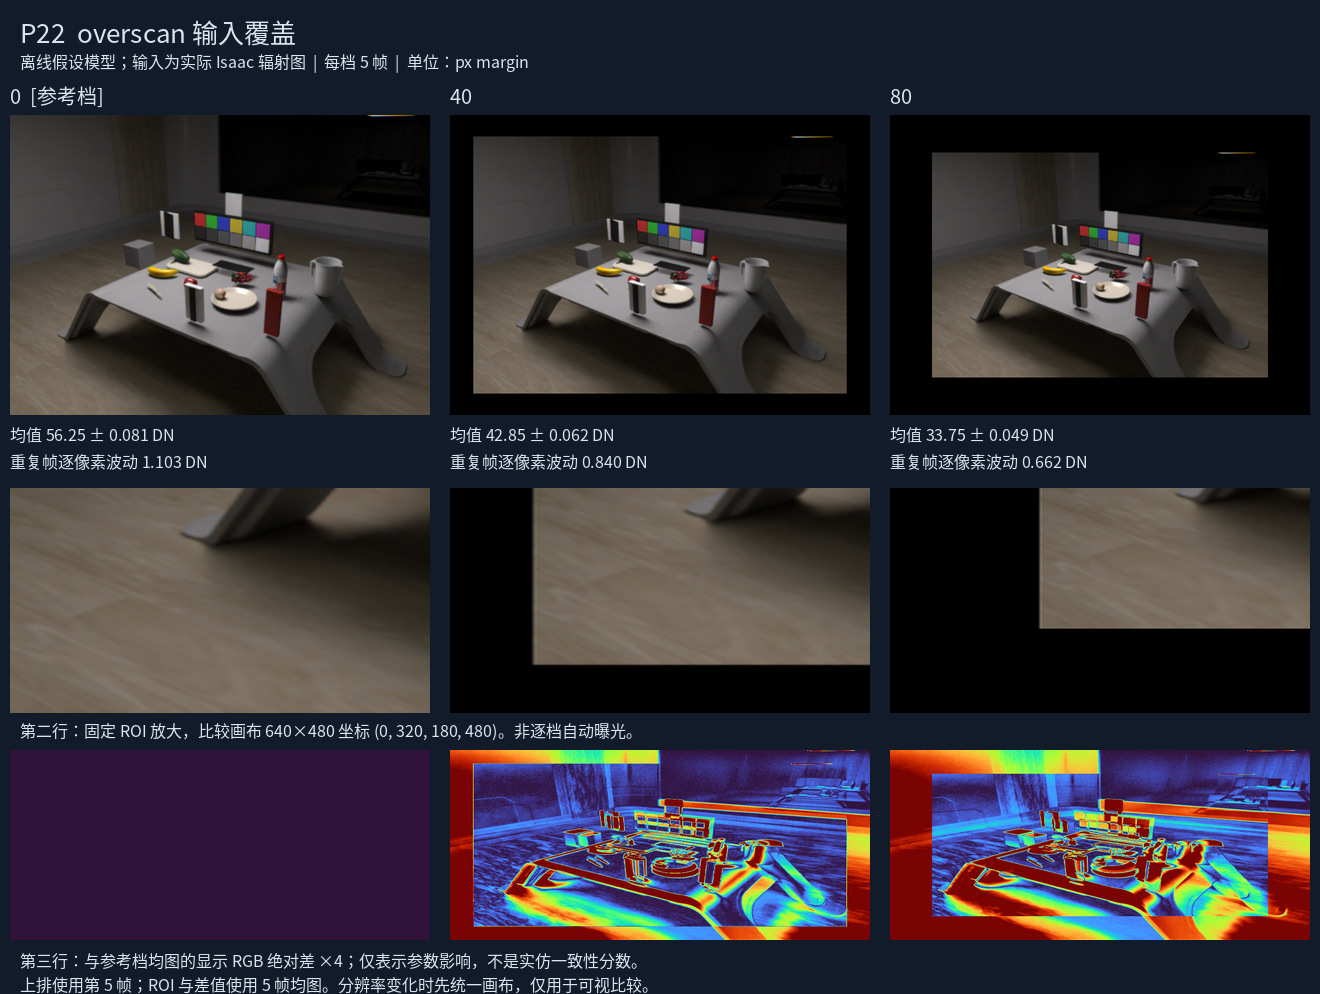 P22 overscan 输入覆盖
离线假设模型；输入为实际 Isaac 辐射图 | 每档 5 帧 | 单位：px margin
0 [参考档]
40
80
均值 56.25 ± 0.081 DN
重复帧逐像素波动 1.103 DN
均值 42.85 ± 0.062 DN
重复帧逐像素波动 0.840 DN
均值 33.75 ± 0.049 DN
重复帧逐像素波动 0.662 DN
第二行：固定 ROI 放大，比较画布 640×480 坐标 (0, 320, 180, 480)。非逐档自动曝光。
第三行：与参考档均图的显示 RGB 绝对差 ×4；仅表示参数影响，不是实仿一致性分数。
上排使用第 5 帧；ROI 与差值使用 5 帧均图。分辨率变化时先统一画布，仅用于可视比较。